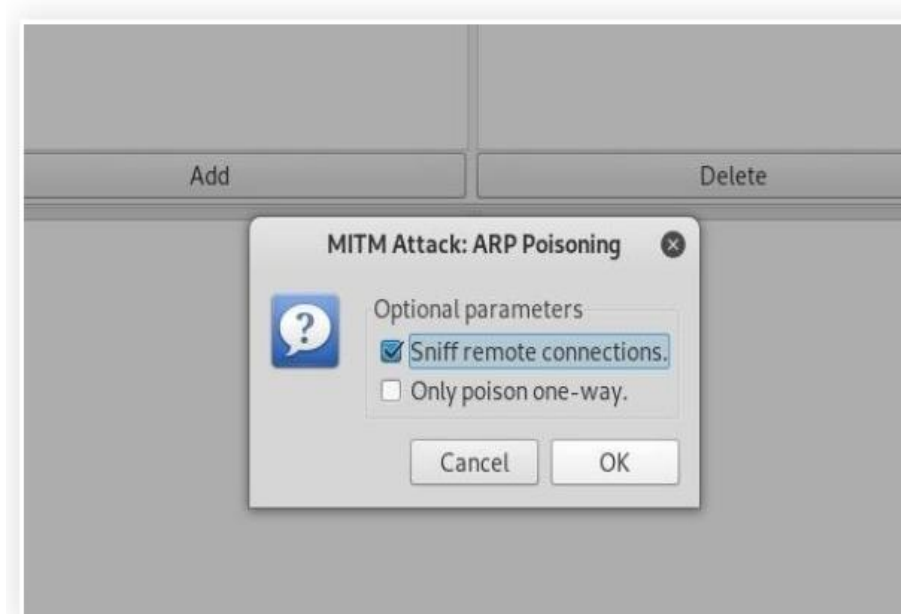 Add
Delete
MITM Attack: ARP Poisoning
?
Optional parameters
Sniff remote connections.
Only poison one-way.
Cancel
OK